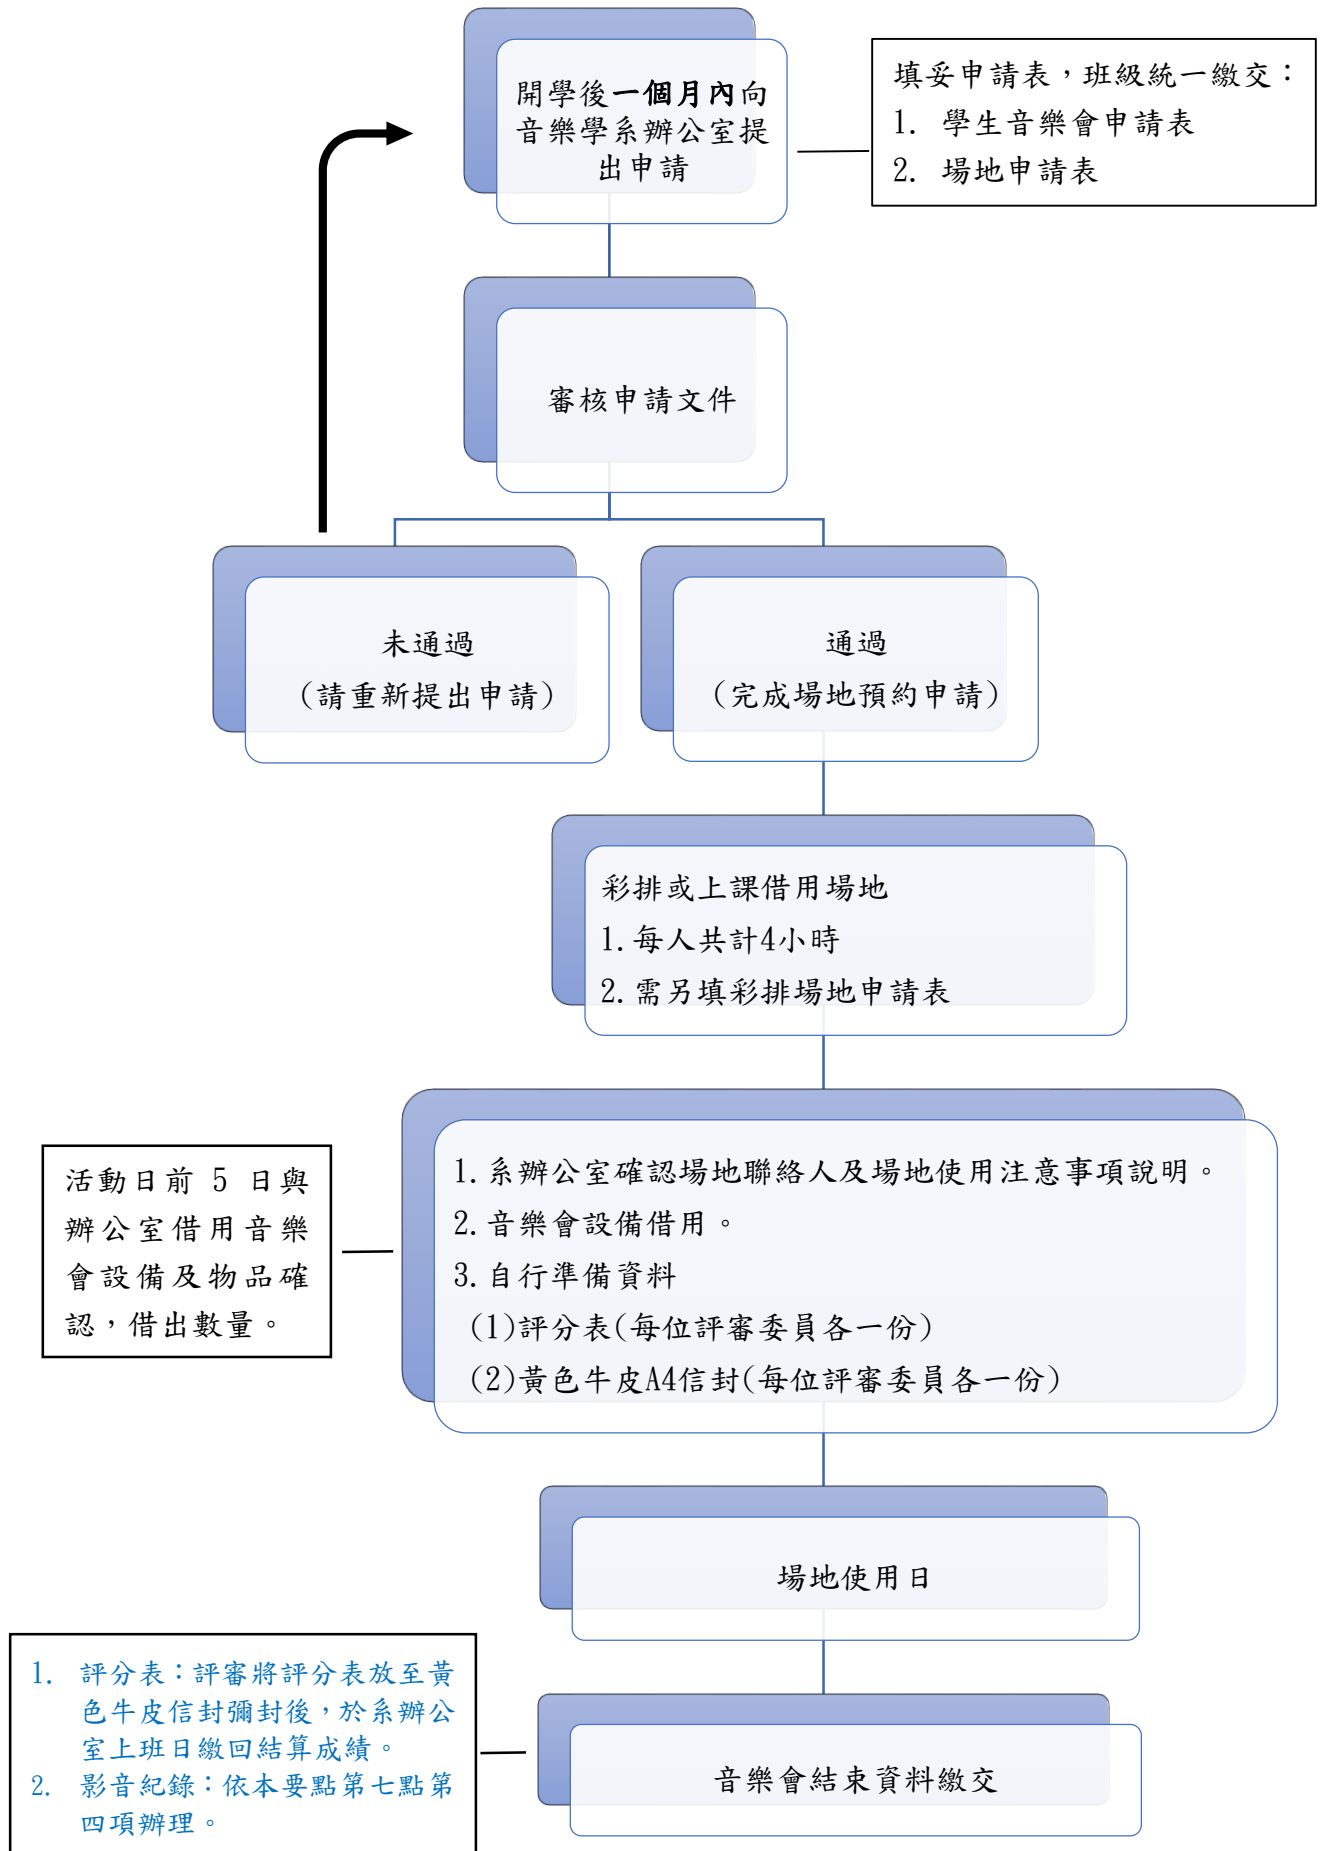 開學後一個月內向
音樂學系辦公室提
出申請
填妥申請表，班級統一繳交：
1. 學生音樂會申請表
2. 場地申請表
審核申請文件
未通過
(請重新提出申請)
通過
(完成場地預約申請)
彩排或上課借用場地
1.每人共計4小時
2.需另填彩排場地申請表
活動日前 5 日與
辦公室借用音樂
會設備及物品確
認，借出數量。
1.系辦公室確認場地聯絡人及場地使用注意事項說明。
2.音樂會設備借用。
3.自行準備資料
(1)評分表(每位評審委員各一份)
(2)黃色牛皮A4信封(每位評審委員各一份)
場地使用日
1. 評分表：評審將評分表放至黃
色牛皮信封彌封後，於系辦公
室上班日繳回結算成績。
2. 影音紀錄：依本要點第七點第
四項辦理。
音樂會結束資料繳交